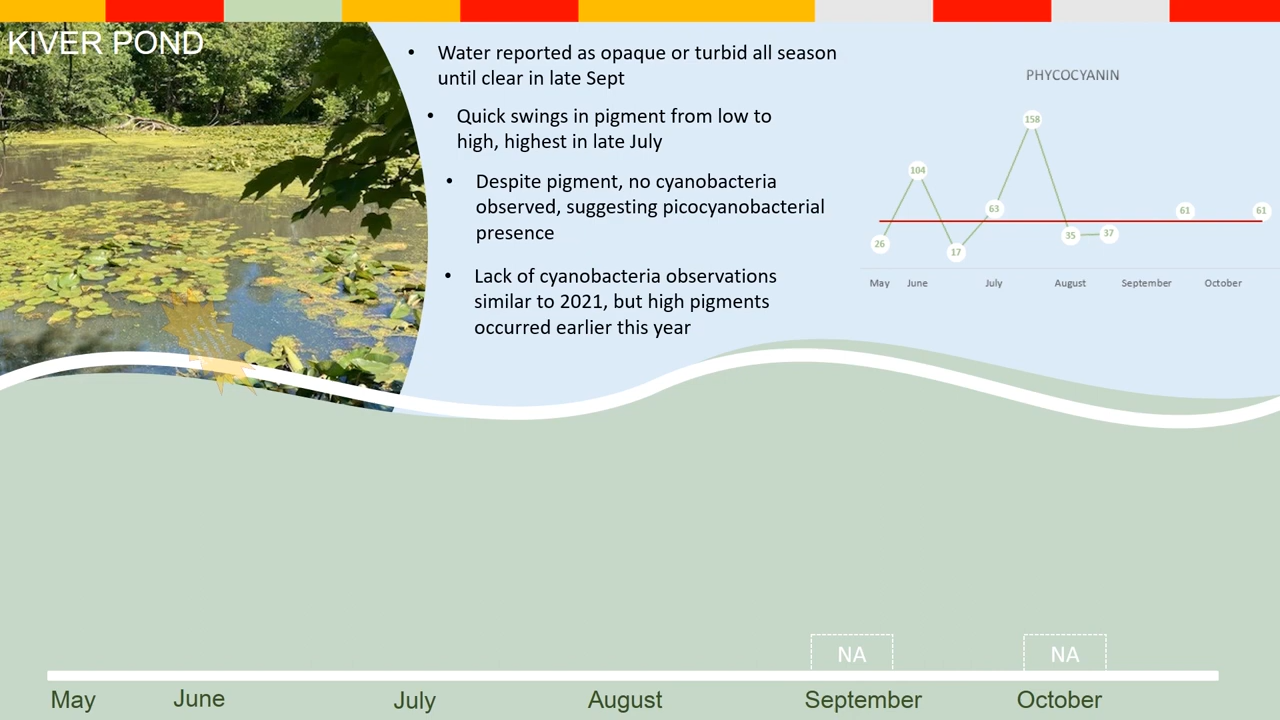 KIVER POND
• Water reported as opaque or turbid all season
until clear in late Sept
• Quick swings in pigment from low to
high, highest in late July
• Despite pigment, no cyanobacteria
observed, suggesting picocyanobacterial
presence
• Lack of cyanobacteria observations
similar to 2021, but high pigments
occurred earlier this year
PHYCOCYANIN
158
104
63
61
61
26
17
35
37
May June July August September October
NA NA
May June July August September October